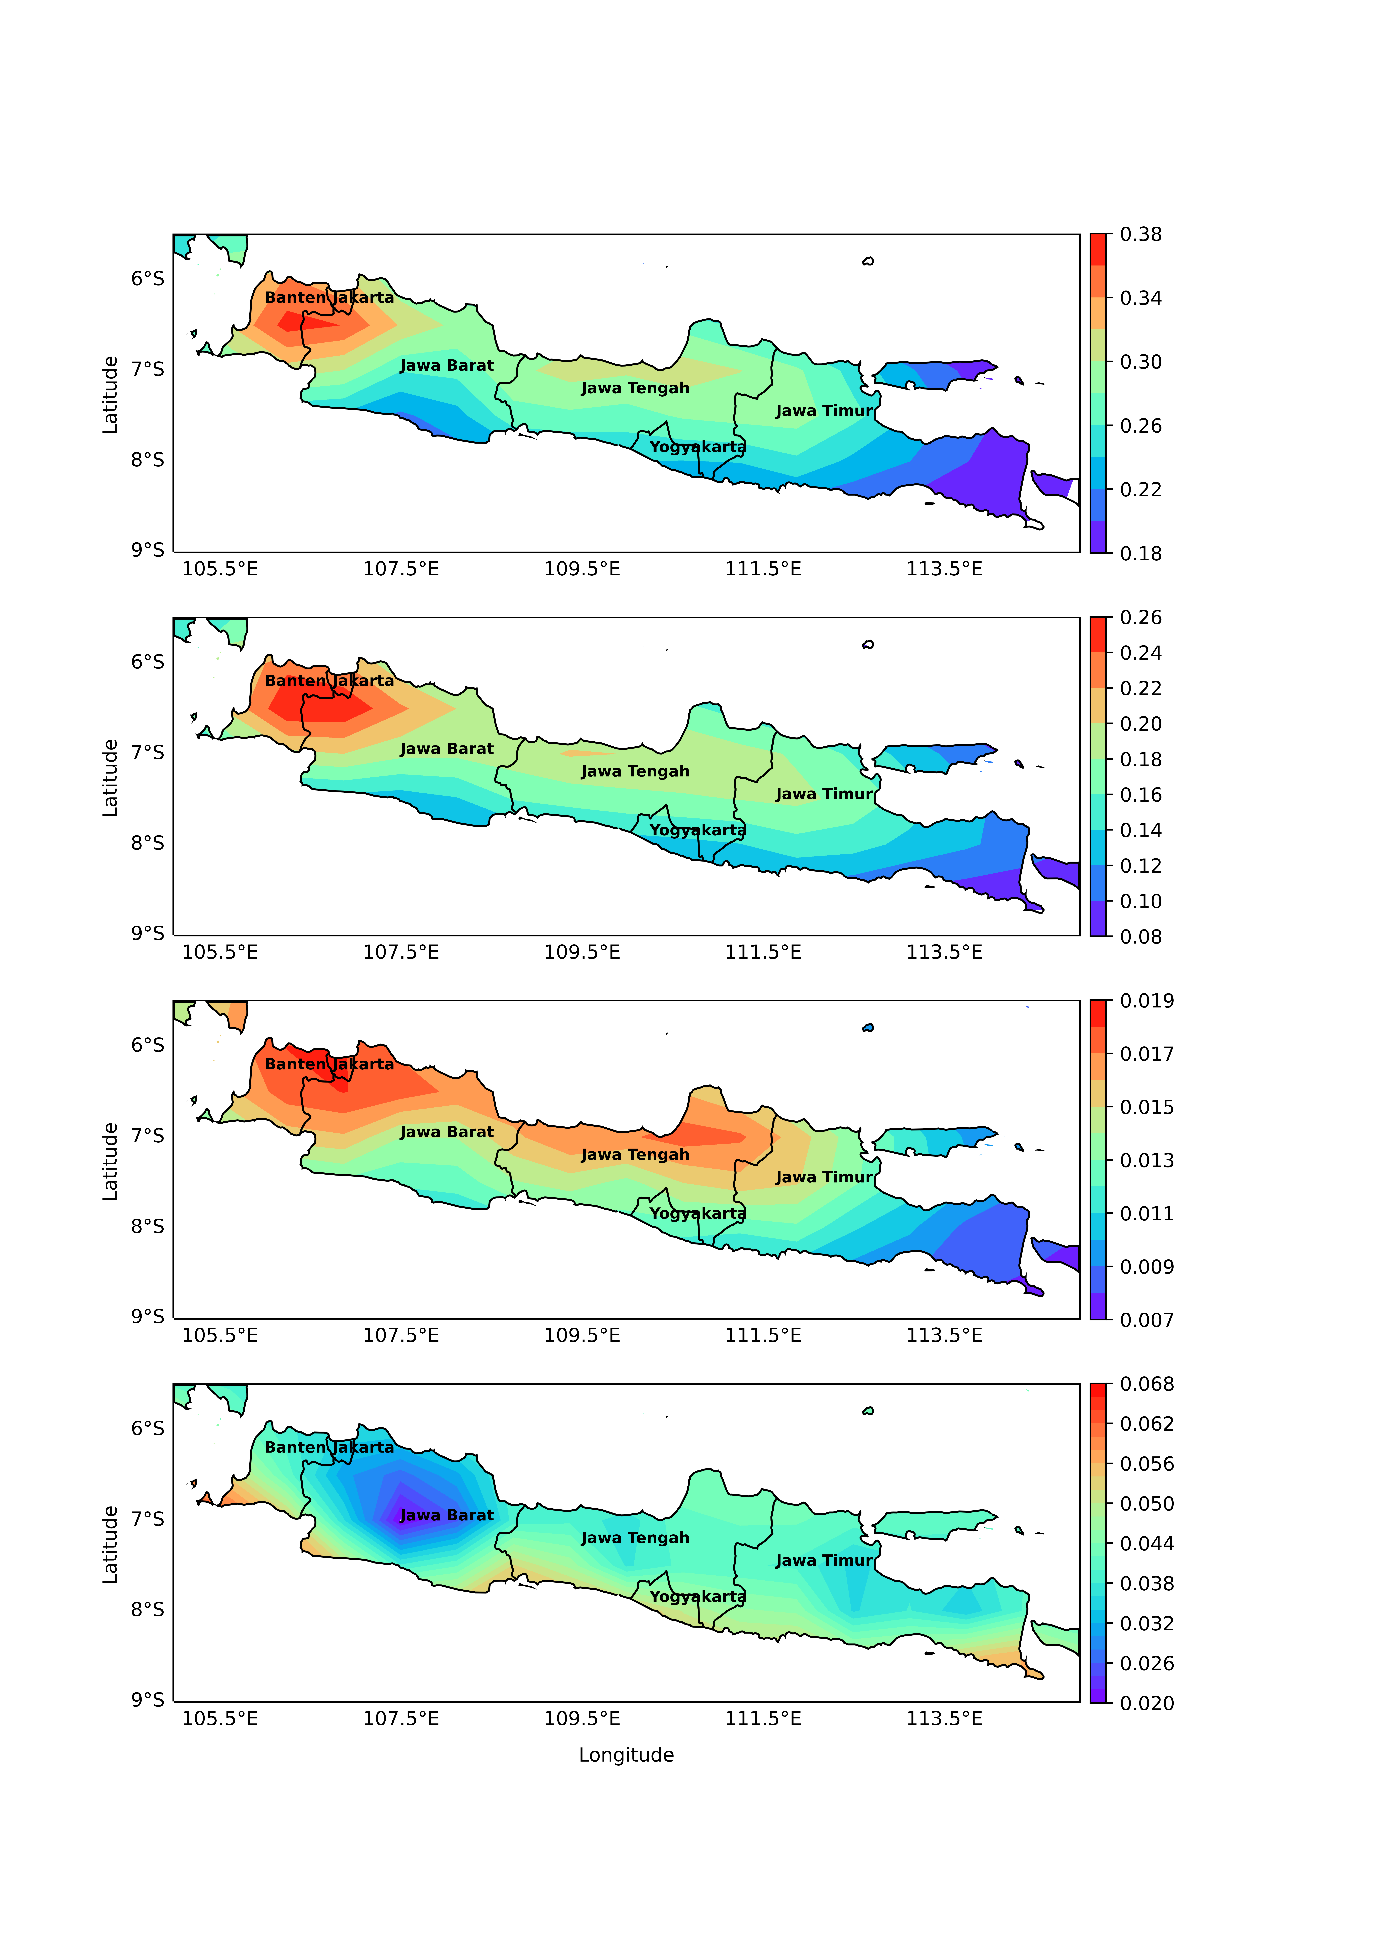 0.38
6°S
Banten Jakarta
0.34
7°S
Jawa Barat
0.30
Jawa Tengah
Latitude
Jawa Timur
0.26
8°S
Yogyakarta
0.22
9°S
0.18
105.5°E 107.5°E 109.5°E 111.5°E 113.5°E
0.26
6°S
0.24
Banten Jakarta
0.22
0.20
7°S
Jawa Barat
0.18
Jawa Tengah
Latitude
Jawa Timur
0.16
8°S
Yogyakarta
0.14
0.12
0.10
9°S
0.08
105.5°E 107.5°E 109.5°E 111.5°E 113.5°E
0.019
6°S
Banten Jakarta
0.017
7°S
Jawa Barat
0.015
Jawa Tengah
Latitude
Jawa Timur
0.013
8°S
Yogyakarta
0.011
0.009
9°S
0.007
105.5°E 107.5°E 109.5°E 111.5°E 113.5°E
0.068
6°S
0.062
Banten Jakarta
0.056
7°S
Jawa Barat
0.050
Jawa Tengah
Latitude
0.044
Jawa Timur
0.038
8°S
Yogyakarta
0.032
0.026
9°S
0.020
105.5°E 107.5°E 109.5°E 111.5°E 113.5°E
Longitude